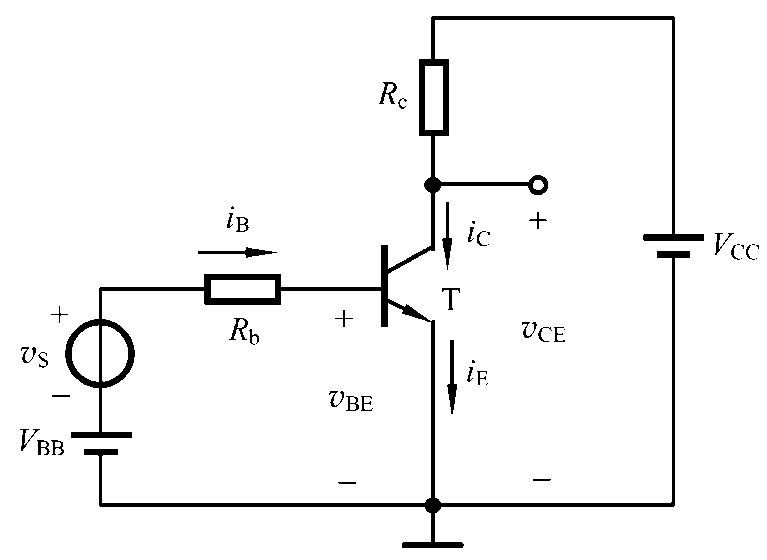 Rc
iB
+
iC
VCC
T
+
Rb
+
vS
vCE
−
iE
vBE
VBB
−
−